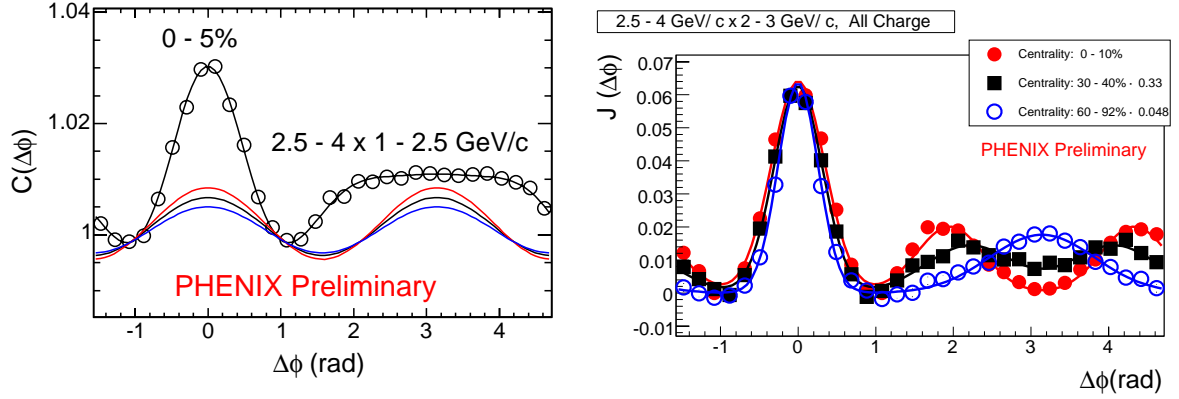 0 - 5%
2.5 - 4 x 1 - 2.5 GeV/c
PHENIX Preliminary
C(Δϕ)
1.04
1.02
1
-1
0
1
2
3
4
Δϕ (rad)
2.5 - 4 GeV/ c x 2 - 3 GeV/ c, All Charge
Centrality: 0 - 10%
Centrality: 30 - 40% · 0.33
Centrality: 60 - 92% · 0.048
PHENIX Preliminary
J (Δϕ)
0.07
0.06
0.05
0.04
0.03
0.02
0.01
0
-0.01
-1
0
1
2
3
4
Δϕ(rad)